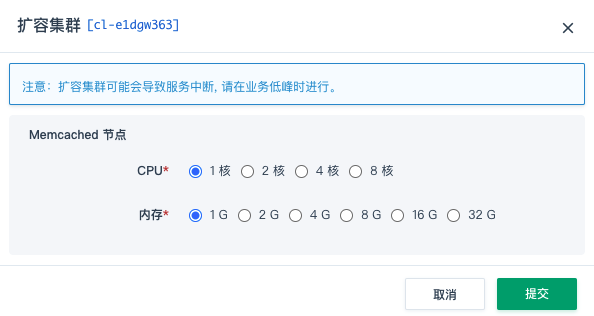 扩容集群 [cl-e1dgw363]
注意：扩容集群可能会导致服务中断, 请在业务低峰时进行。
Memcached 节点
CPU* 1 核 2 核 4 核 8 核
内存* 1 G 2 G 4 G 8 G 16 G 32 G
取消 提交